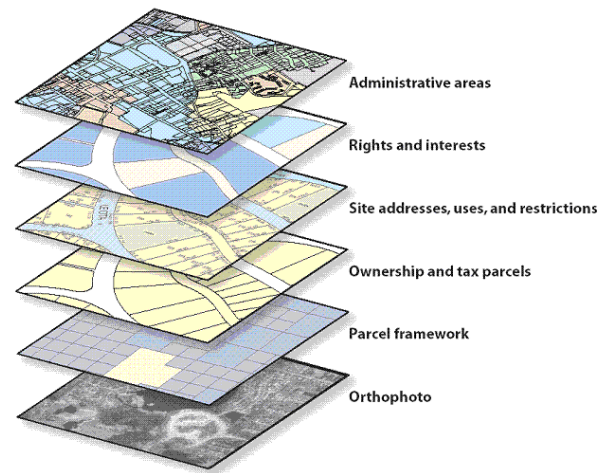 Administrative areas
Rights and interests
Site addresses, uses, and restrictions
Ownership and tax parcels
Parcel framework
Orthophoto